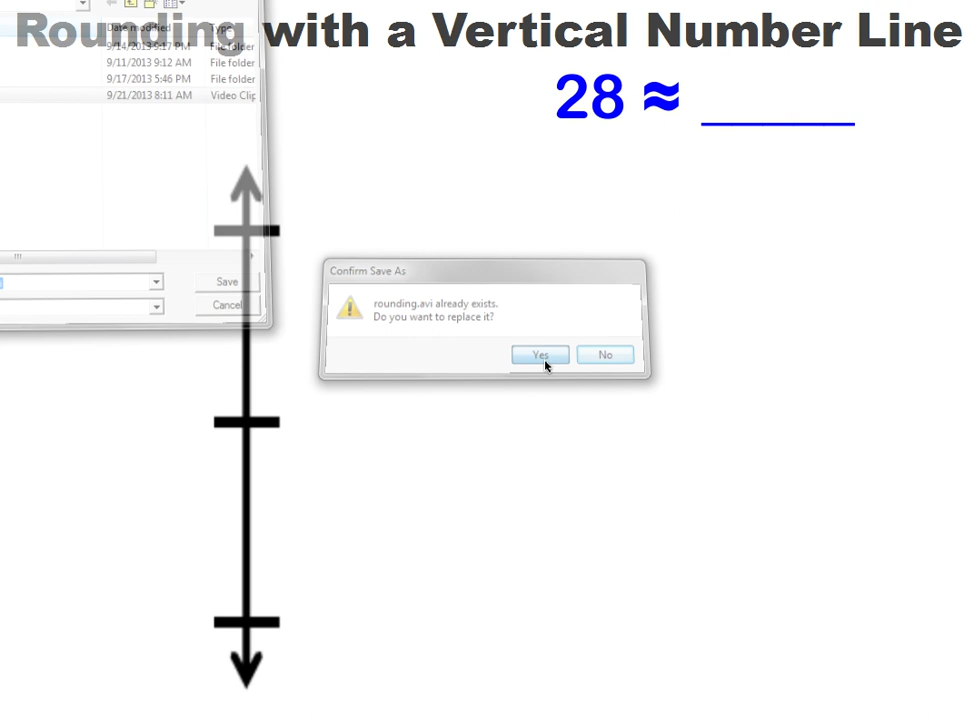 Rounding with a Vertical Number Line
28 ≈ ______
Date modified Type
9/14/2013 5:17 PM File folder
9/11/2013 9:12 AM File folder
9/17/2013 5:46 PM File folder
9/21/2013 8:11 AM Video Clip
Save
Cancel
Confirm Save As
rounding.avi already exists.
Do you want to replace it?
Yes No